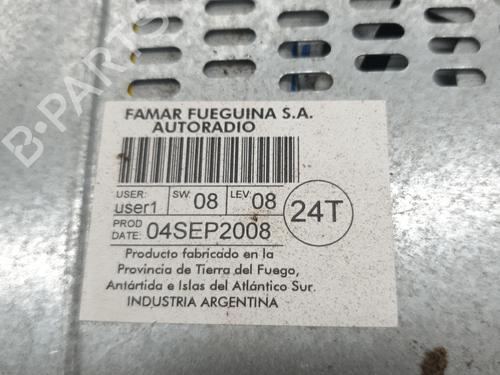 B-PARTS
FAMAR FUEGUINA S.A.
AUTORADIO
USER: user1 SW: 08 LEV: 08
24T
PROD DATE: 04SEP2008
Producto fabricado en la
Provincia de Tierra del Fuego,
Antártida e Islas del Atlántico Sur.
INDUSTRIA ARGENTINA